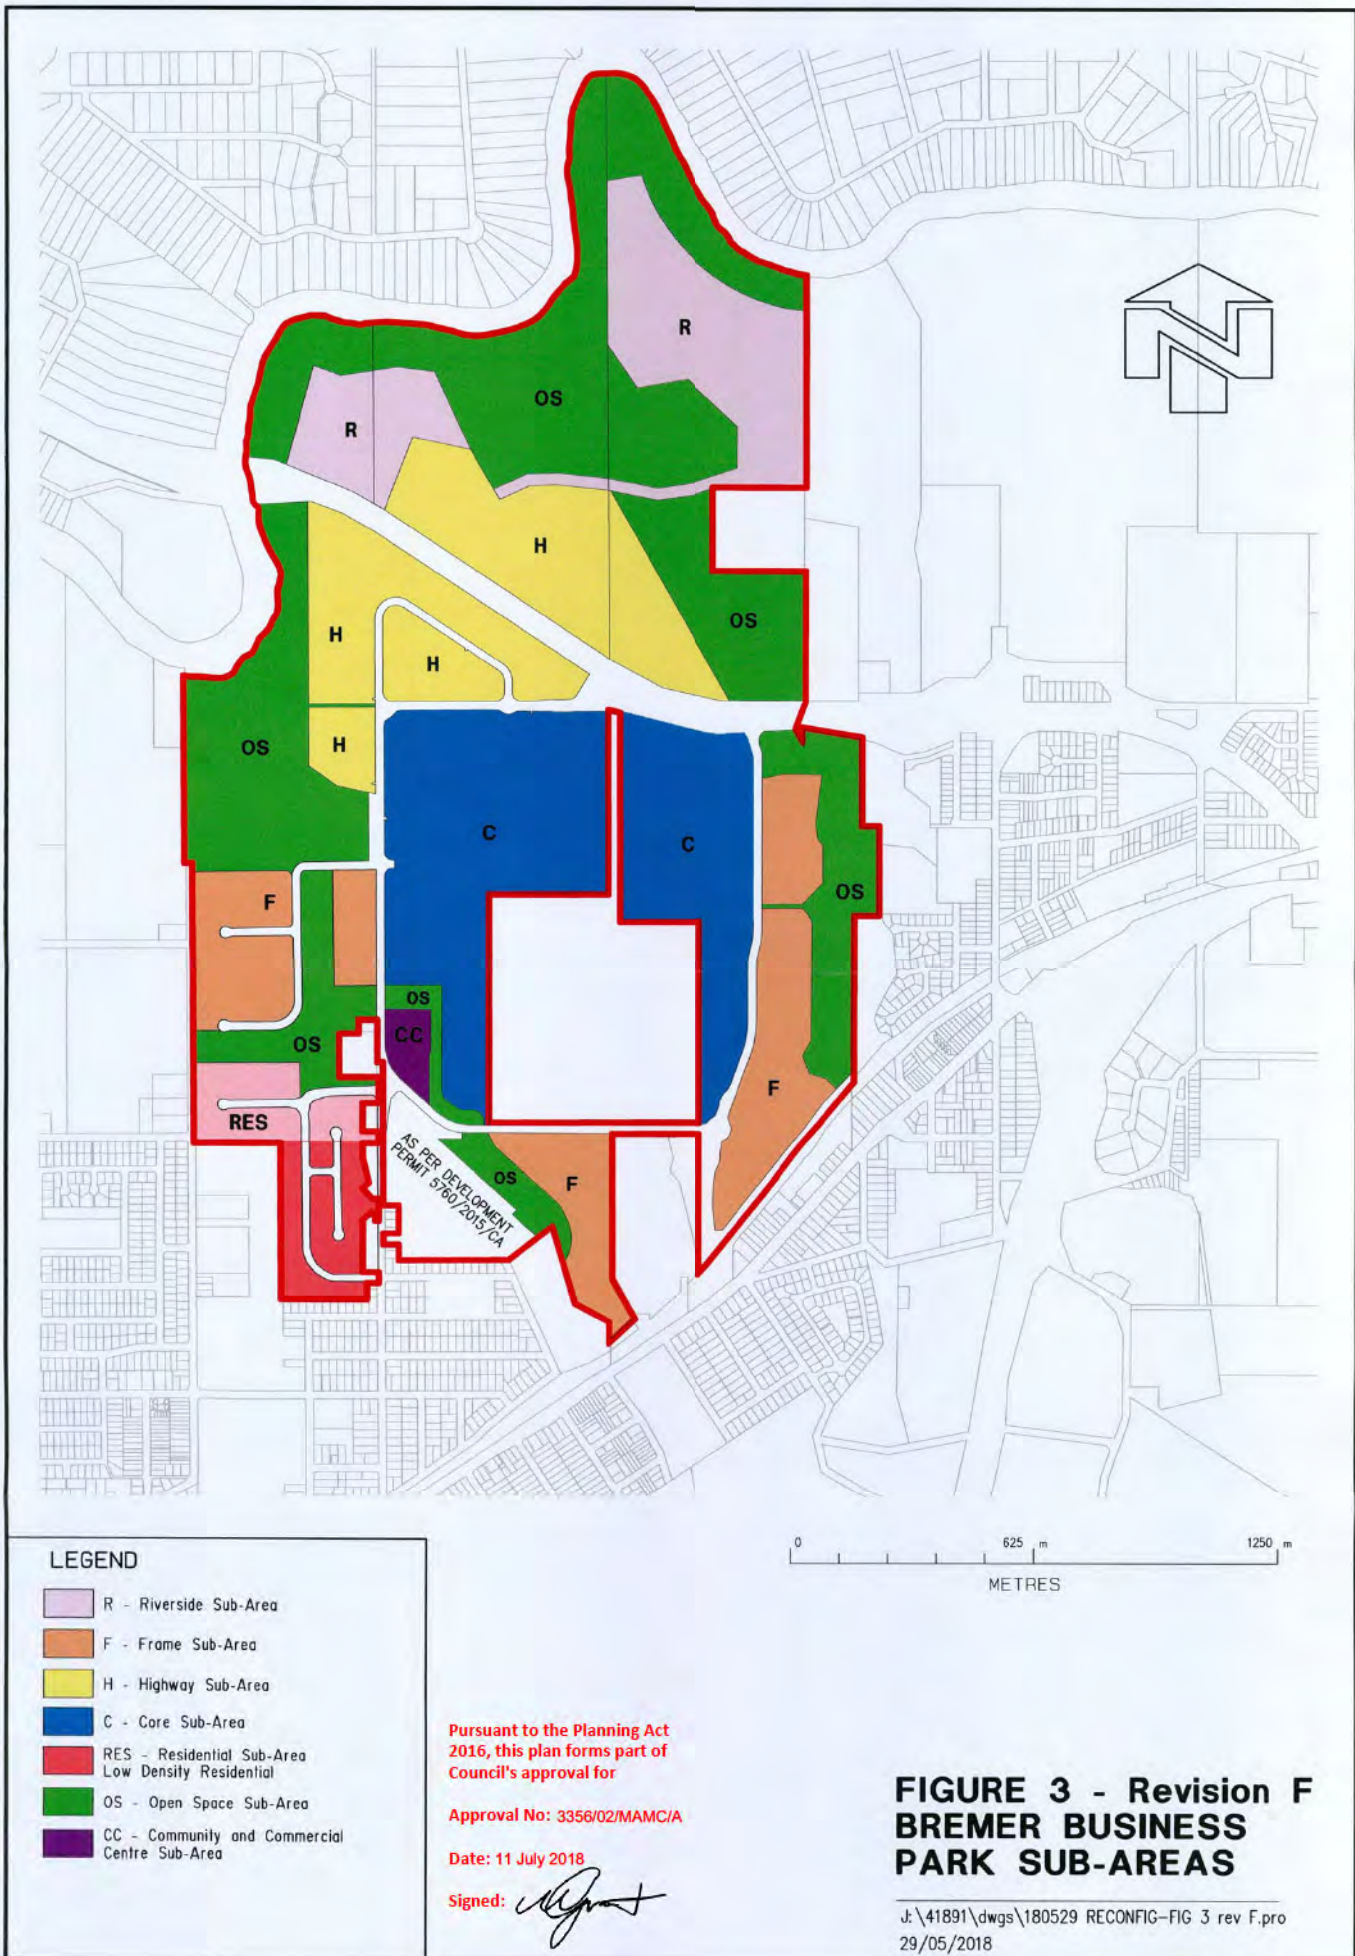 R
OS
R
H
OS
H
H
OS
H
C
C
F
OS
OS
CC
OS
F
RES
AS PER DEVELOPMENT
PERMIT 5760/2015/CA
OS
F
LEGEND
R - Riverside Sub-Area
F - Frame Sub-Area
H - Highway Sub-Area
C - Core Sub-Area
RES - Residential Sub-Area
Low Density Residential
OS - Open Space Sub-Area
CC - Community and Commercial
Centre Sub-Area
0 625 m 1250 m
METRES
Pursuant to the Planning Act
2016, this plan forms part of
Council's approval for
Approval No: 3356/02/MAMC/A
Date: 11 July 2018
Signed:
FIGURE 3 - Revision F
BREMER BUSINESS
PARK SUB-AREAS
J:\41891\dwgs\180529 RECONFIG-FIG 3 rev F.pro
29/05/2018